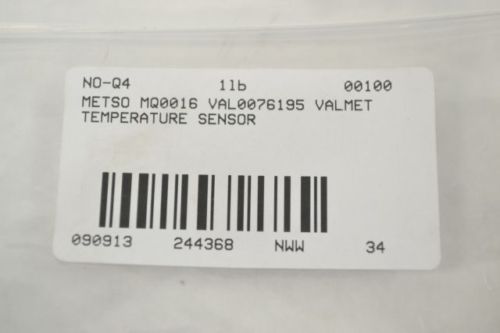 NO-Q4 1lb 00100
METSO MQ0016 VAL0076195 VALMET
TEMPERATURE SENSOR
090913 244368 NWW 34